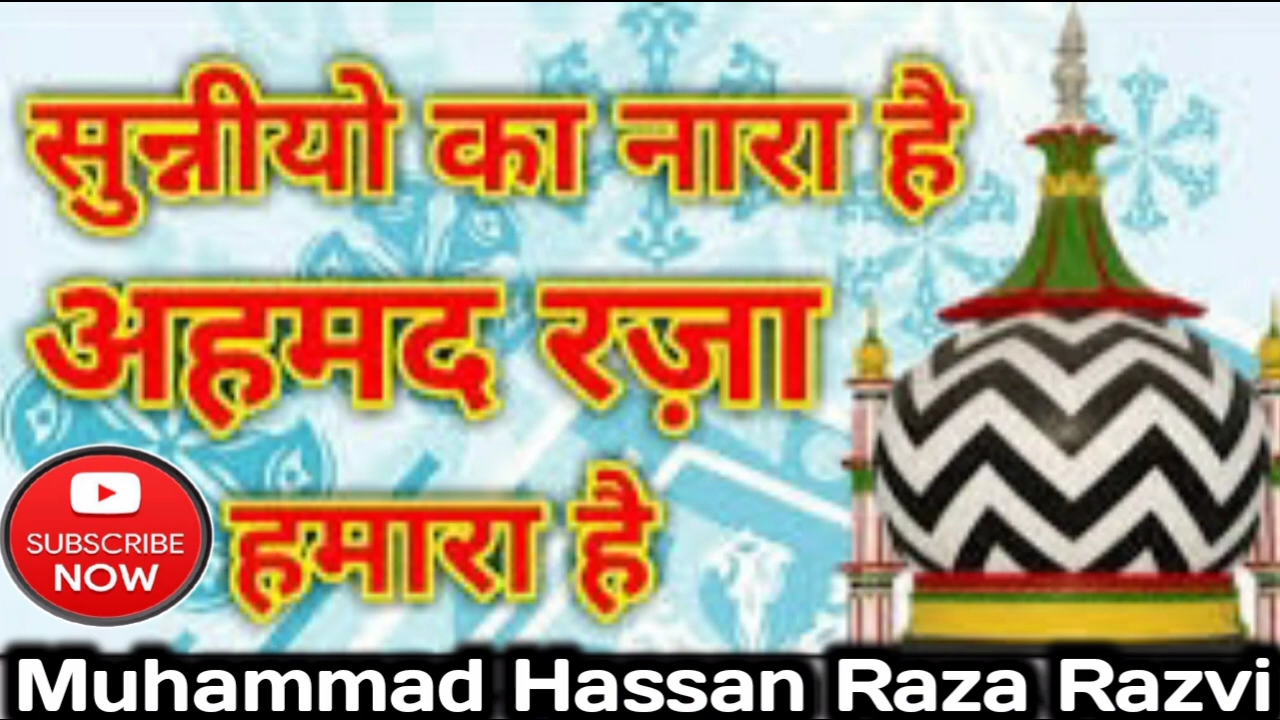 सुन्नीयो का नारा है
अहमद रज़ा
हमारा है
SUBSCRIBE
NOW
Muhammad Hassan Raza Razvi